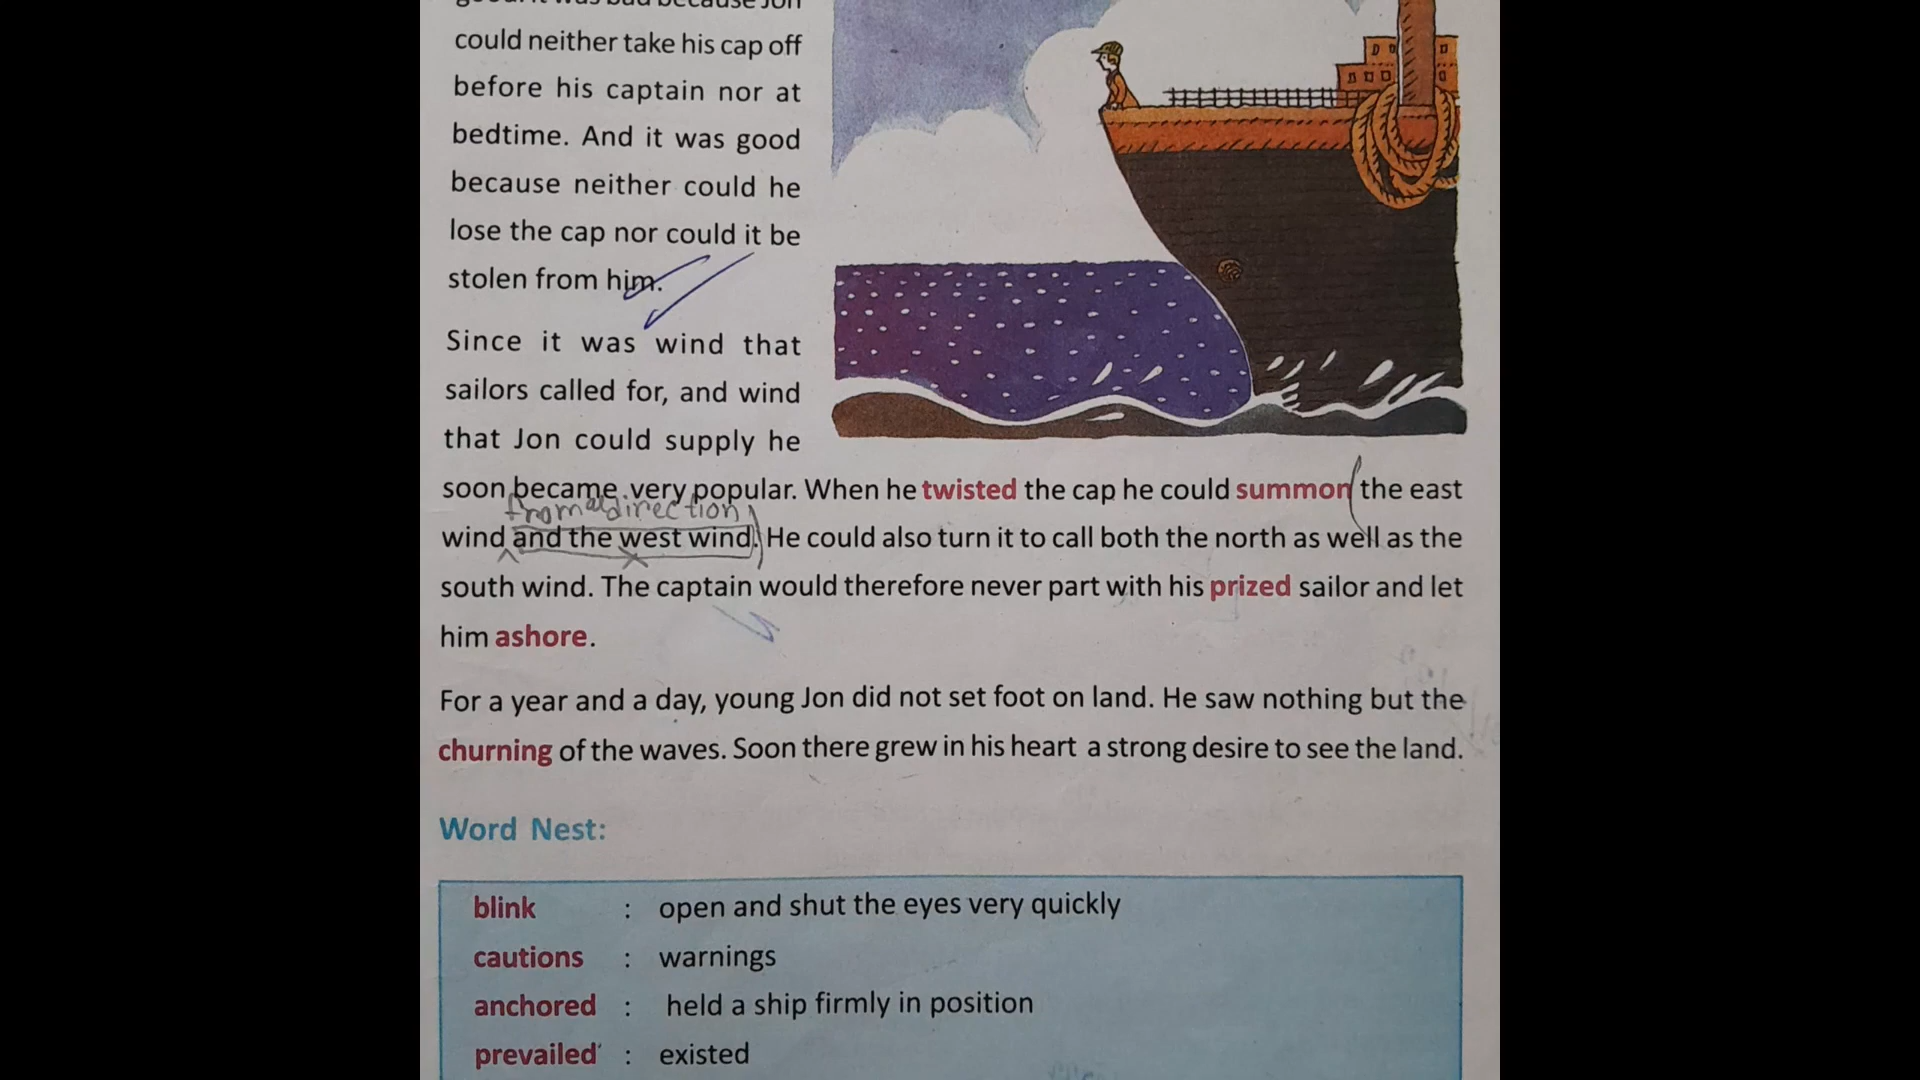 could neither take his cap off
before his captain nor at
bedtime. And it was good
because neither could he
lose the cap nor could it be
stolen from him.
Since it was wind that
sailors called for, and wind
that Jon could supply he
soon became very popular. When he twisted the cap he could summon the east
from a direction
wind and the west wind. He could also turn it to call both the north as well as the
south wind. The captain would therefore never part with his prized sailor and let
him ashore.
For a year and a day, young Jon did not set foot on land. He saw nothing but the
churning of the waves. Soon there grew in his heart a strong desire to see the land.
Word Nest:
blink : open and shut the eyes very quickly
cautions : warnings
anchored : held a ship firmly in position
prevailed : existed